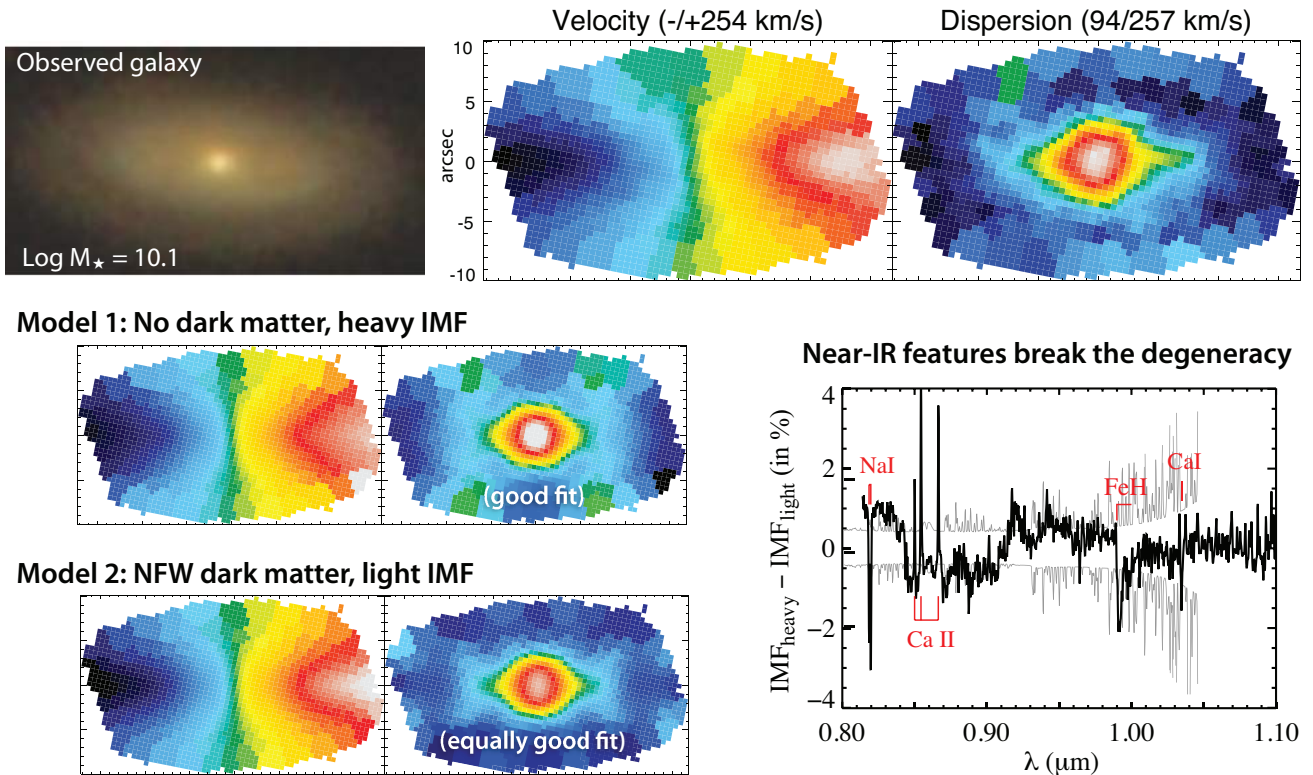 Observed galaxy
Log M★ = 10.1
Velocity (-/+254 km/s)
Dispersion (94/257 km/s)
arcsec
10
5
0
-5
-10
Model 1: No dark matter, heavy IMF
(good fit)
Model 2: NFW dark matter, light IMF
(equally good fit)
Near-IR features break the degeneracy
IMF_heavy − IMF_light (in %)
4
2
0
−2
−4
NaI
Ca II
FeH
CaI
0.80 0.90 1.00 1.10
λ (μm)